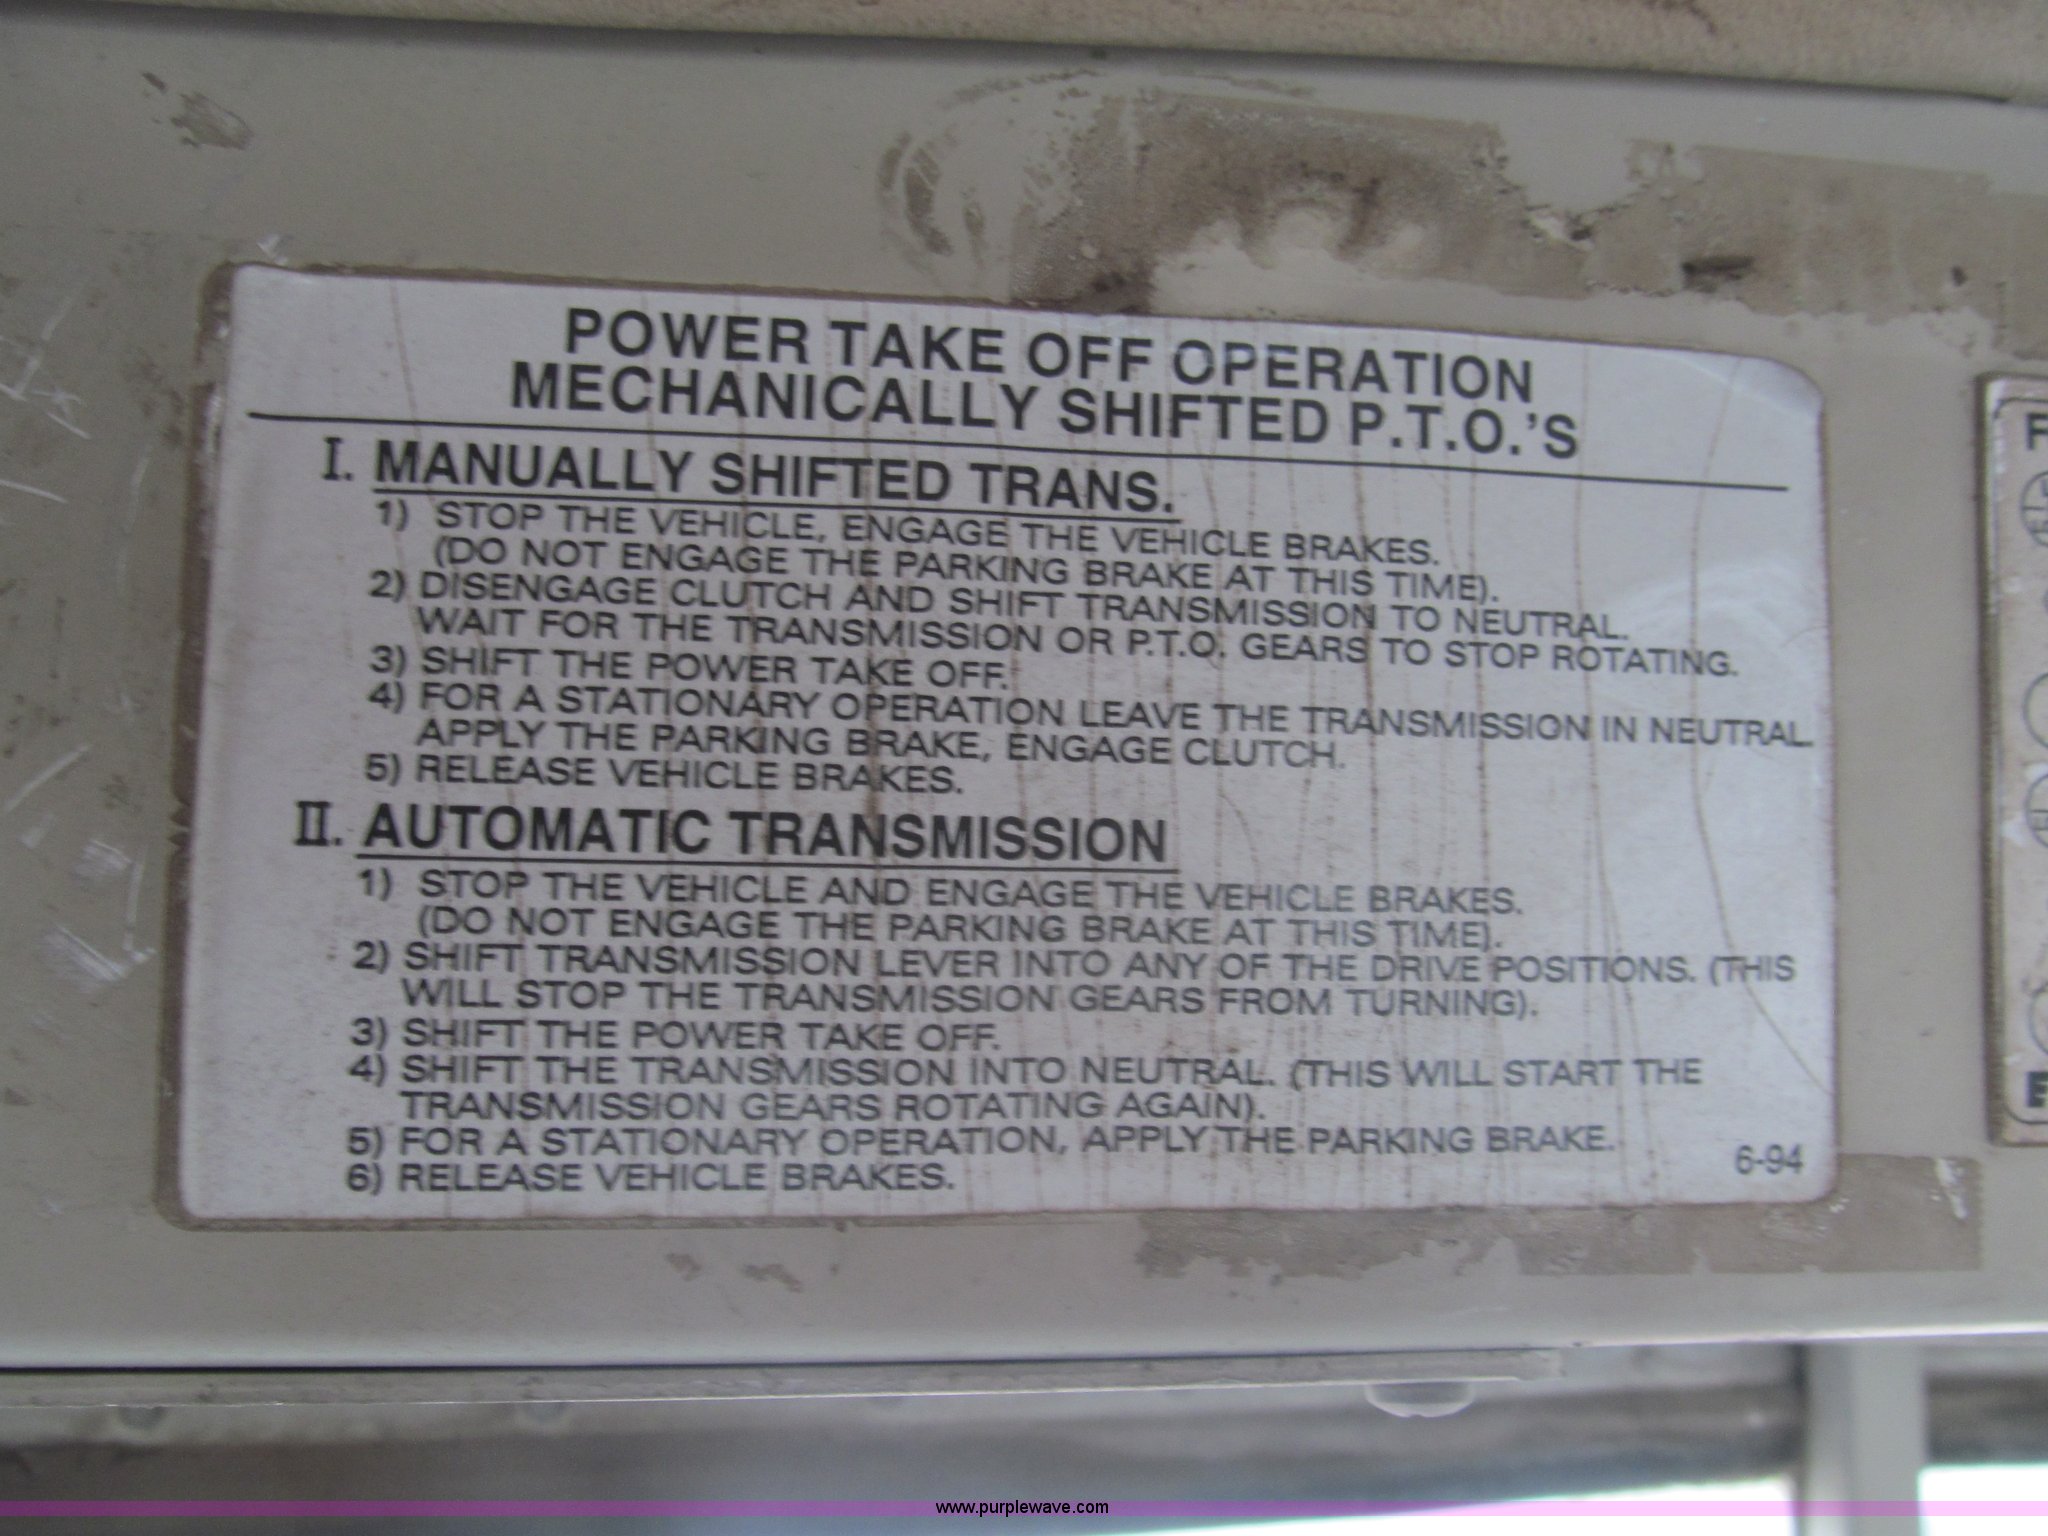 POWER TAKE OFF OPERATION
MECHANICALLY SHIFTED P.T.O.'S
I. MANUALLY SHIFTED TRANS.
1) STOP THE VEHICLE, ENGAGE THE VEHICLE BRAKES.
(DO NOT ENGAGE THE PARKING BRAKE AT THIS TIME).
2) DISENGAGE CLUTCH AND SHIFT TRANSMISSION TO NEUTRAL.
WAIT FOR THE TRANSMISSION OR P.T.O. GEARS TO STOP ROTATING.
3) SHIFT THE POWER TAKE OFF.
4) FOR A STATIONARY OPERATION LEAVE THE TRANSMISSION IN NEUTRAL.
APPLY THE PARKING BRAKE, ENGAGE CLUTCH.
5) RELEASE VEHICLE BRAKES.
II. AUTOMATIC TRANSMISSION
1) STOP THE VEHICLE AND ENGAGE THE VEHICLE BRAKES.
(DO NOT ENGAGE THE PARKING BRAKE AT THIS TIME).
2) SHIFT TRANSMISSION LEVER INTO ANY OF THE DRIVE POSITIONS. (THIS
WILL STOP THE TRANSMISSION GEARS FROM TURNING).
3) SHIFT THE POWER TAKE OFF.
4) SHIFT THE TRANSMISSION INTO NEUTRAL. (THIS WILL START THE
TRANSMISSION GEARS ROTATING AGAIN).
5) FOR A STATIONARY OPERATION, APPLY THE PARKING BRAKE.
6) RELEASE VEHICLE BRAKES.
6-94
www.purplewave.com